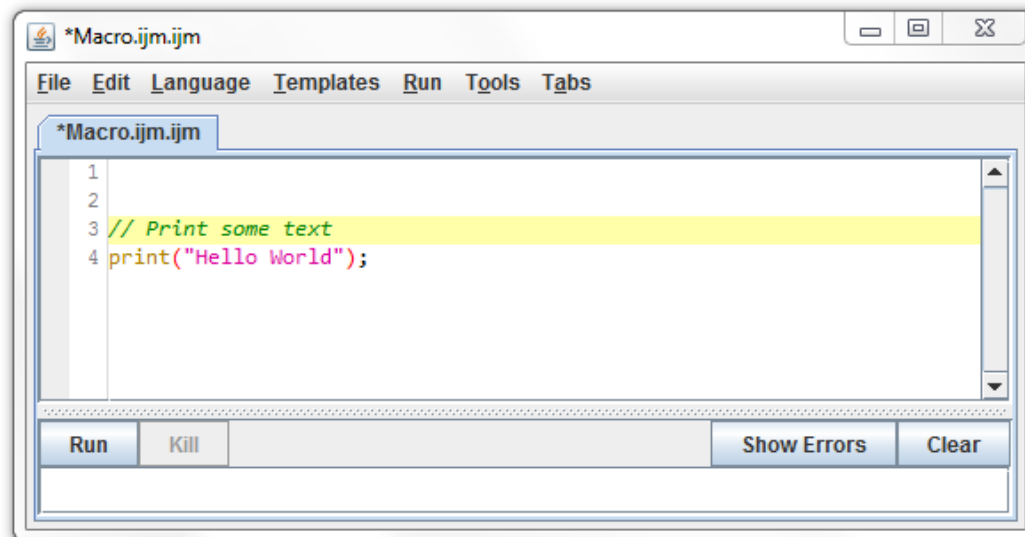 *Macro.ijm.ijm
File Edit Language Templates Run Tools Tabs
*Macro.ijm.ijm
1
2
3 // Print some text
4 print("Hello World");
Run Kill Show Errors Clear